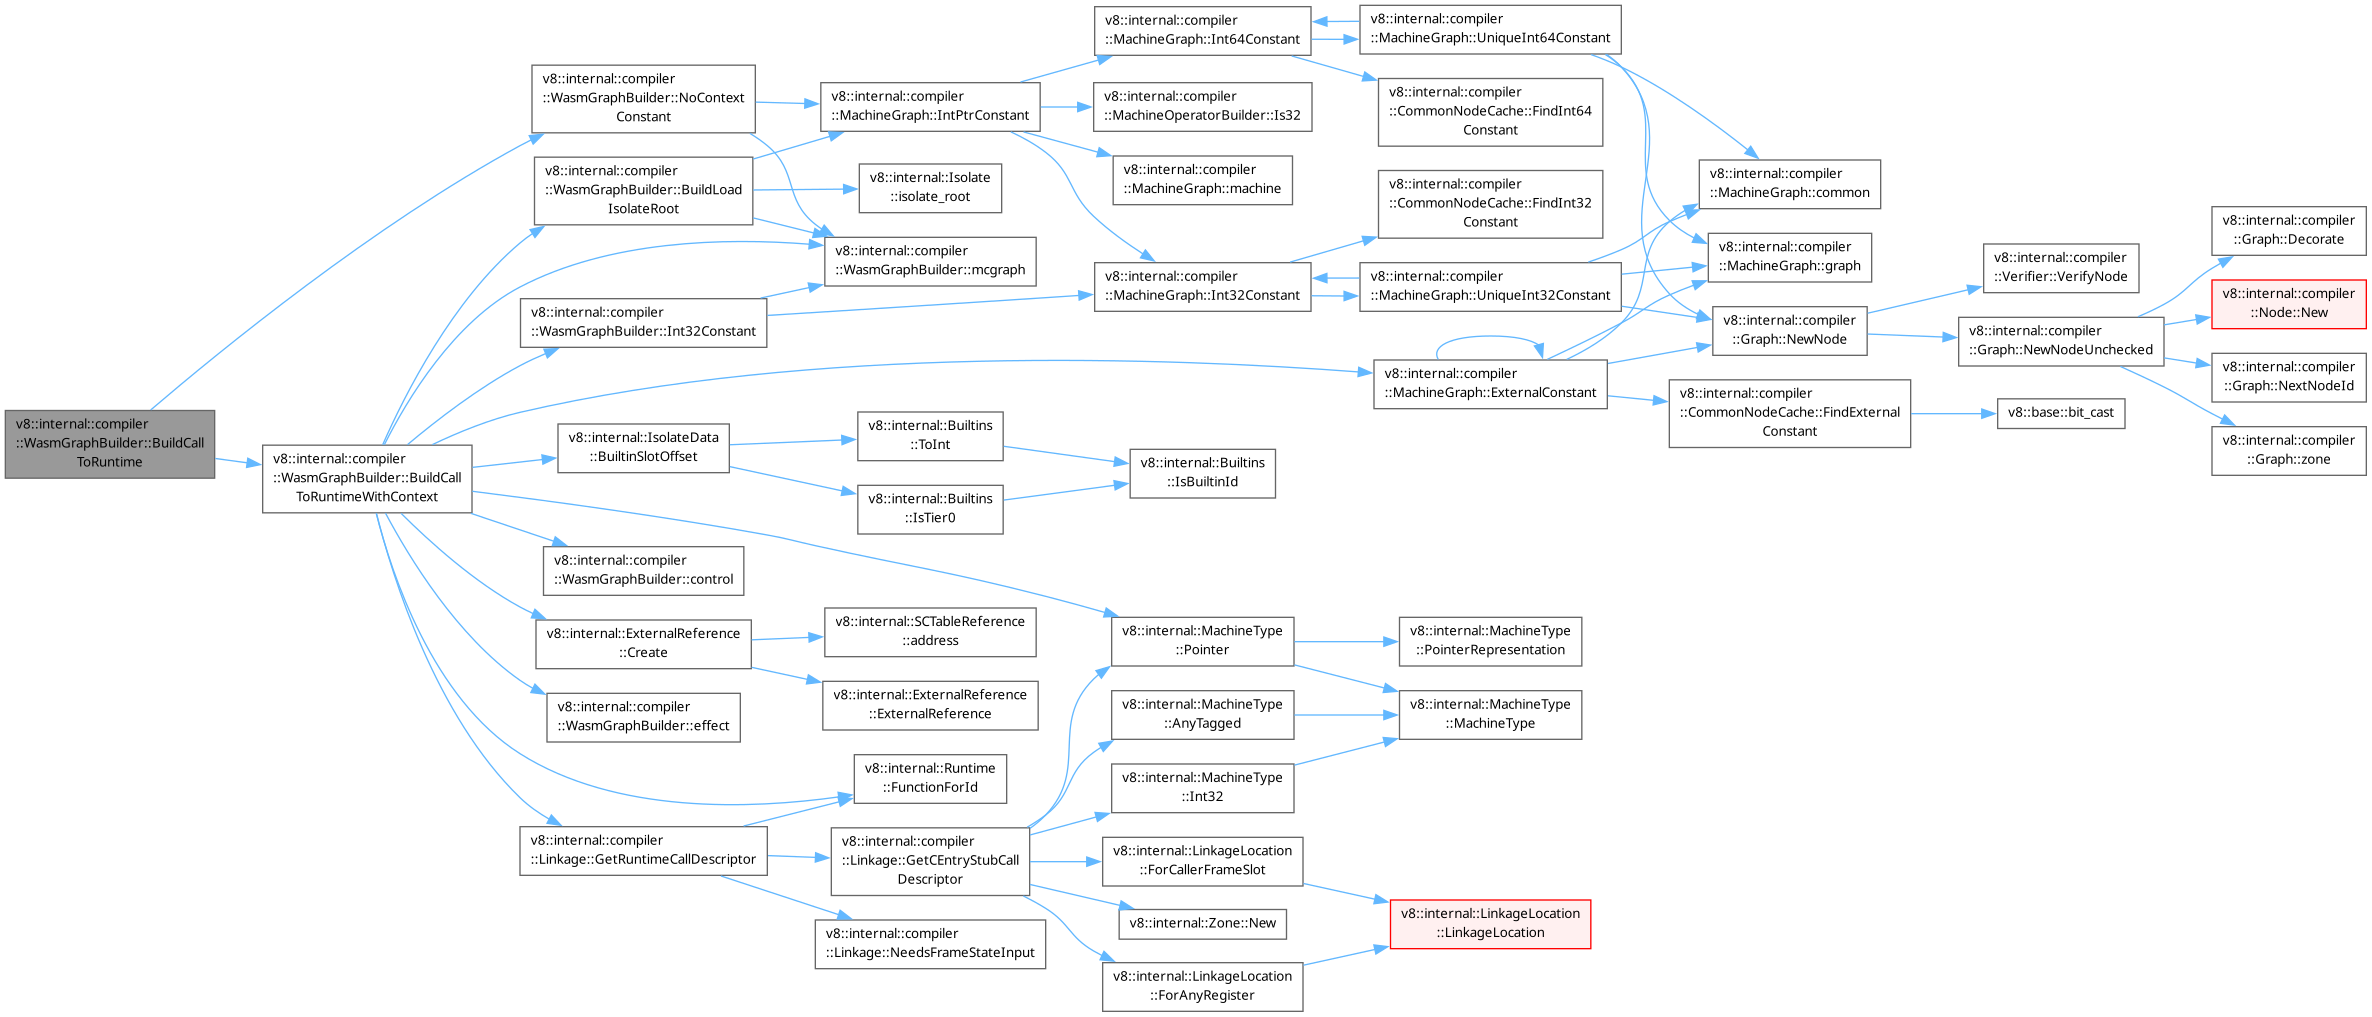 v8::internal::compiler
::WasmGraphBuilder::BuildCall
ToRuntime
v8::internal::compiler
::WasmGraphBuilder::NoContext
Constant
v8::internal::compiler
::WasmGraphBuilder::BuildLoad
IsolateRoot
v8::internal::compiler
::WasmGraphBuilder::Int32Constant
v8::internal::compiler
::WasmGraphBuilder::BuildCall
ToRuntimeWithContext
v8::internal::IsolateData
::BuiltinSlotOffset
v8::internal::compiler
::WasmGraphBuilder::control
v8::internal::ExternalReference
::Create
v8::internal::compiler
::WasmGraphBuilder::effect
v8::internal::compiler
::Linkage::GetRuntimeCallDescriptor
v8::internal::compiler
::MachineGraph::IntPtrConstant
v8::internal::Isolate
::isolate_root
v8::internal::compiler
::WasmGraphBuilder::mcgraph
v8::internal::Builtins
::ToInt
v8::internal::Builtins
::IsTier0
v8::internal::SCTableReference
::address
v8::internal::ExternalReference
::ExternalReference
v8::internal::Runtime
::FunctionForId
v8::internal::compiler
::Linkage::GetCEntryStubCall
Descriptor
v8::internal::compiler
::Linkage::NeedsFrameStateInput
v8::internal::compiler
::MachineGraph::Int64Constant
v8::internal::compiler
::MachineOperatorBuilder::Is32
v8::internal::compiler
::MachineGraph::machine
v8::internal::compiler
::MachineGraph::Int32Constant
v8::internal::Builtins
::IsBuiltinId
v8::internal::MachineType
::Pointer
v8::internal::MachineType
::AnyTagged
v8::internal::MachineType
::Int32
v8::internal::LinkageLocation
::ForCallerFrameSlot
v8::internal::Zone::New
v8::internal::LinkageLocation
::ForAnyRegister
v8::internal::compiler
::MachineGraph::UniqueInt64Constant
v8::internal::compiler
::CommonNodeCache::FindInt64
Constant
v8::internal::compiler
::CommonNodeCache::FindInt32
Constant
v8::internal::compiler
::MachineGraph::UniqueInt32Constant
v8::internal::compiler
::MachineGraph::ExternalConstant
v8::internal::MachineType
::PointerRepresentation
v8::internal::MachineType
::MachineType
v8::internal::LinkageLocation
::LinkageLocation
v8::internal::compiler
::MachineGraph::common
v8::internal::compiler
::MachineGraph::graph
v8::internal::compiler
::Graph::NewNode
v8::internal::compiler
::CommonNodeCache::FindExternal
Constant
v8::internal::compiler
::Verifier::VerifyNode
v8::internal::compiler
::Graph::NewNodeUnchecked
v8::base::bit_cast
v8::internal::compiler
::Graph::Decorate
v8::internal::compiler
::Node::New
v8::internal::compiler
::Graph::NextNodeId
v8::internal::compiler
::Graph::zone